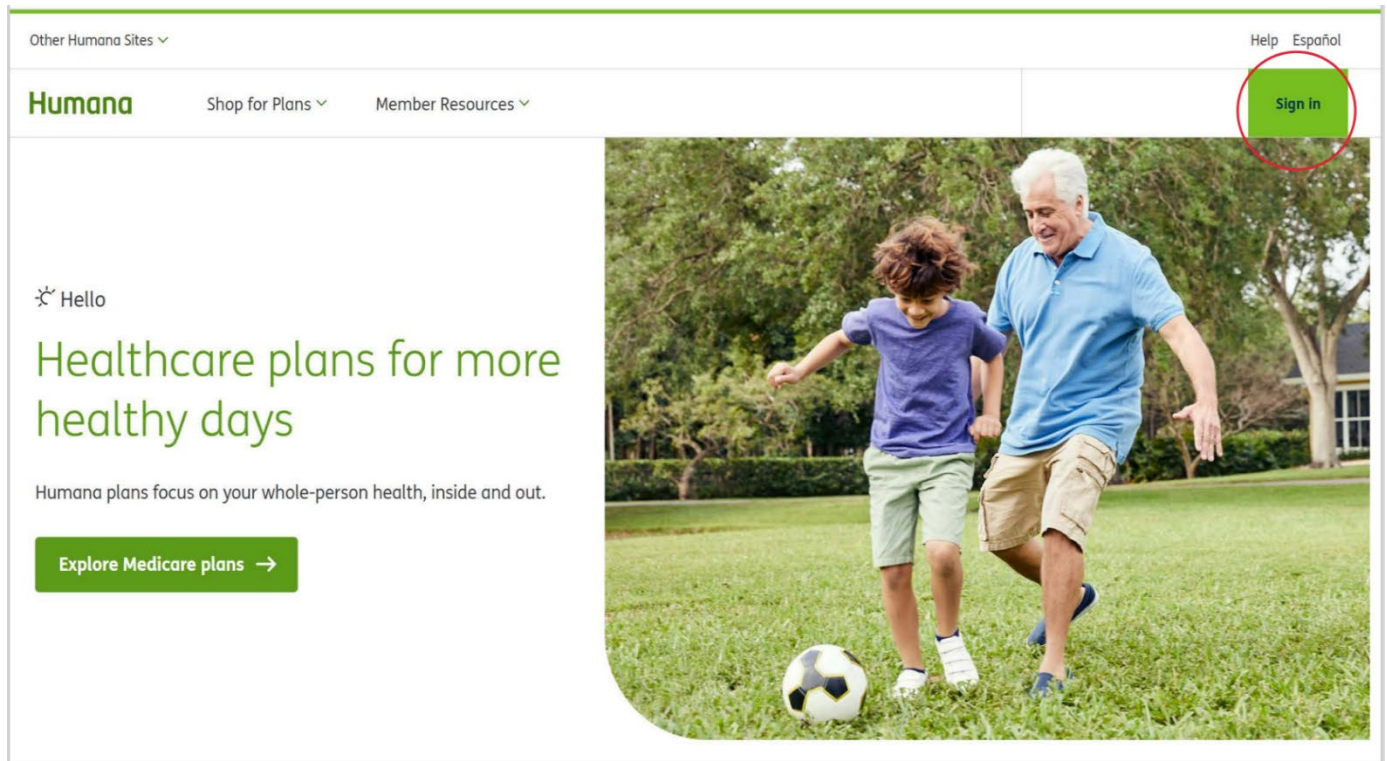 Other Humana Sites
Help Español
Humana Shop for Plans Member Resources Sign in
Hello
Healthcare plans for more
healthy days
Humana plans focus on your whole-person health, inside and out.
Explore Medicare plans →